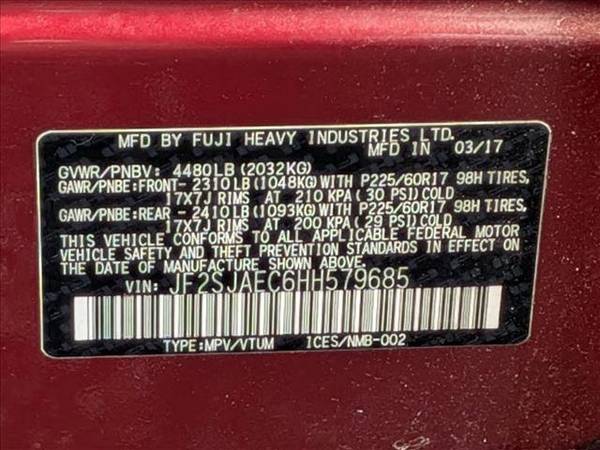 MFD BY FUJI HEAVY INDUSTRIES LTD.
MFD IN 03/17
GVWR/PNBV: 4480LB (2032KG)
GAWR/PNBE:FRONT- 2310LB (1048KG) WITH P225/60R17 98H TIRES,
17X7J RIMS AT 210 KPA ( 30 PSI) COLD
GAWR/PNBE:REAR - 2410LB (1093KG) WITH P225/60R17 98H TIRES,
17X7J RIMS AT 200 KPA ( 29 PSI) COLD
THIS VEHICLE CONFORMS TO ALL APPLICABLE FEDERAL MOTOR
VEHICLE SAFETY AND THEFT PREVENTION STANDARDS IN EFFECT
ON THE DATE OF MANUFACTURE SHOWN ABOVE.
VIN: JF2SJAEC6HH579685
TYPE:MPV/VTUM ICES/NMB-002